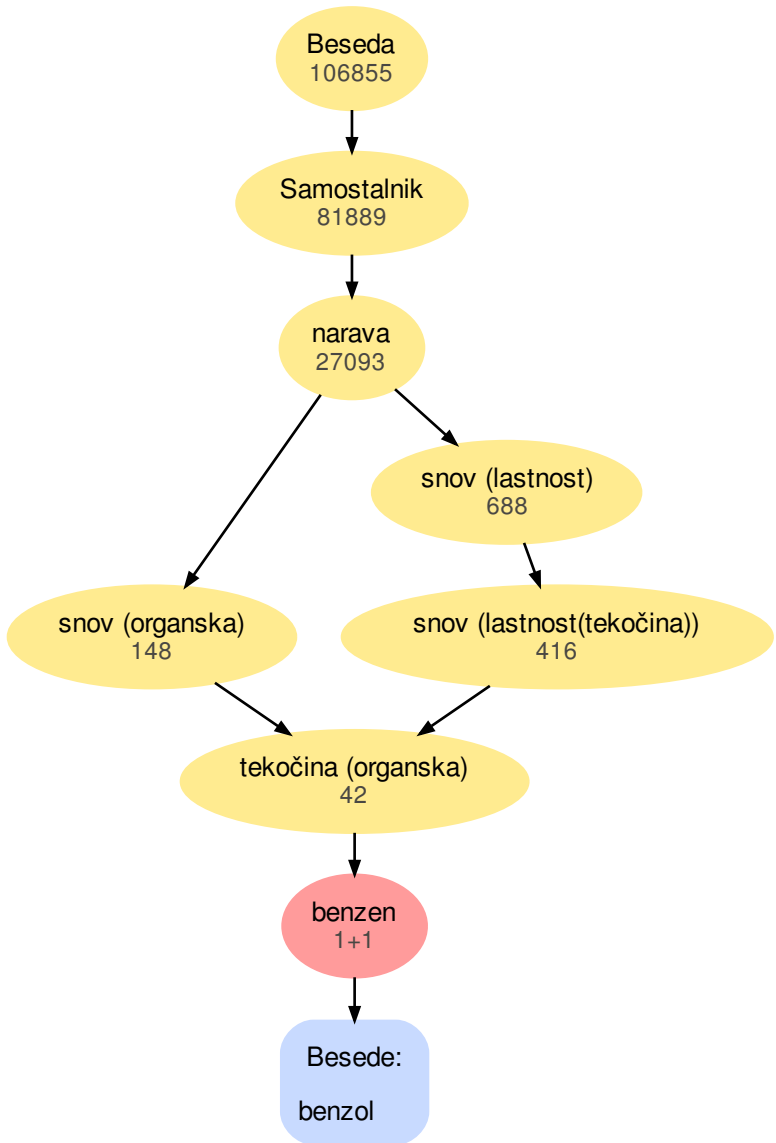 Beseda
106855
Samostalnik
81889
narava
27093
snov (lastnost)
688
snov (organska)
148
snov (lastnost(tekočina))
416
tekočina (organska)
42
benzen
1+1
Besede:
benzol